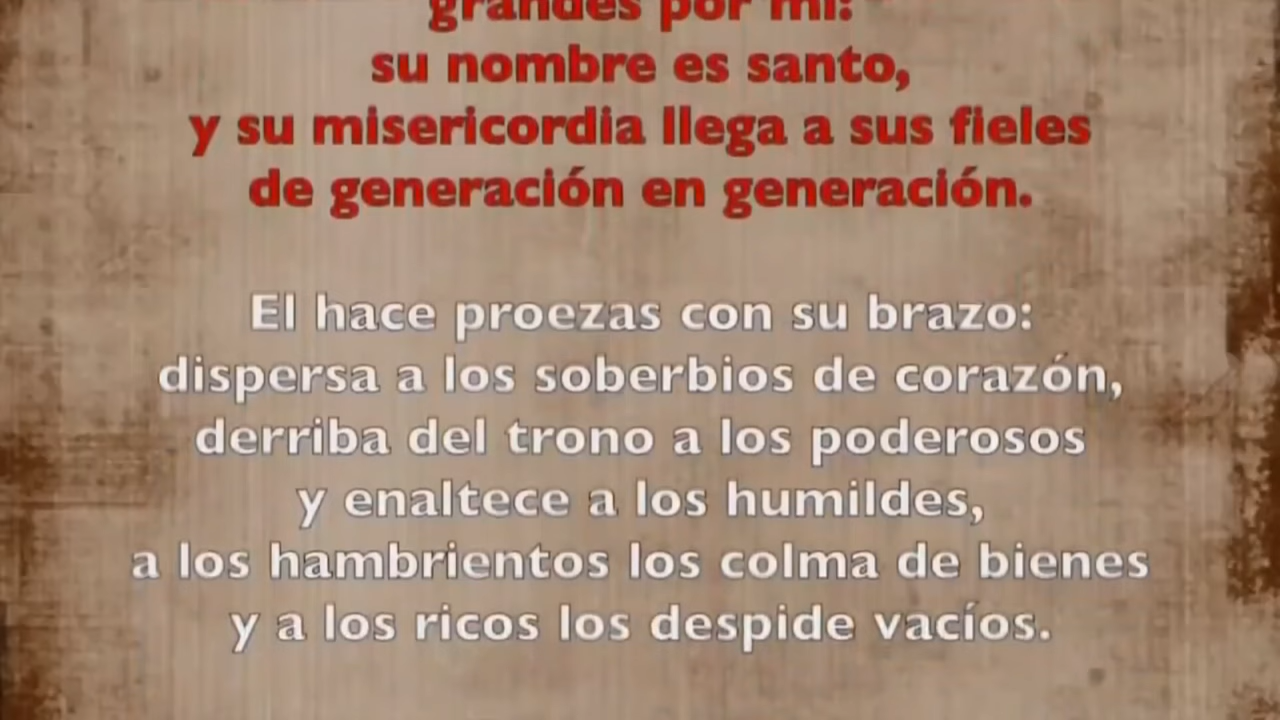 grandes por mí: *
su nombre es santo,
y su misericordia llega a sus fieles
de generación en generación.
El hace proezas con su brazo:
dispersa a los soberbios de corazón,
derriba del trono a los poderosos
y enaltece a los humildes,
a los hambrientos los colma de bienes
y a los ricos los despide vacíos.